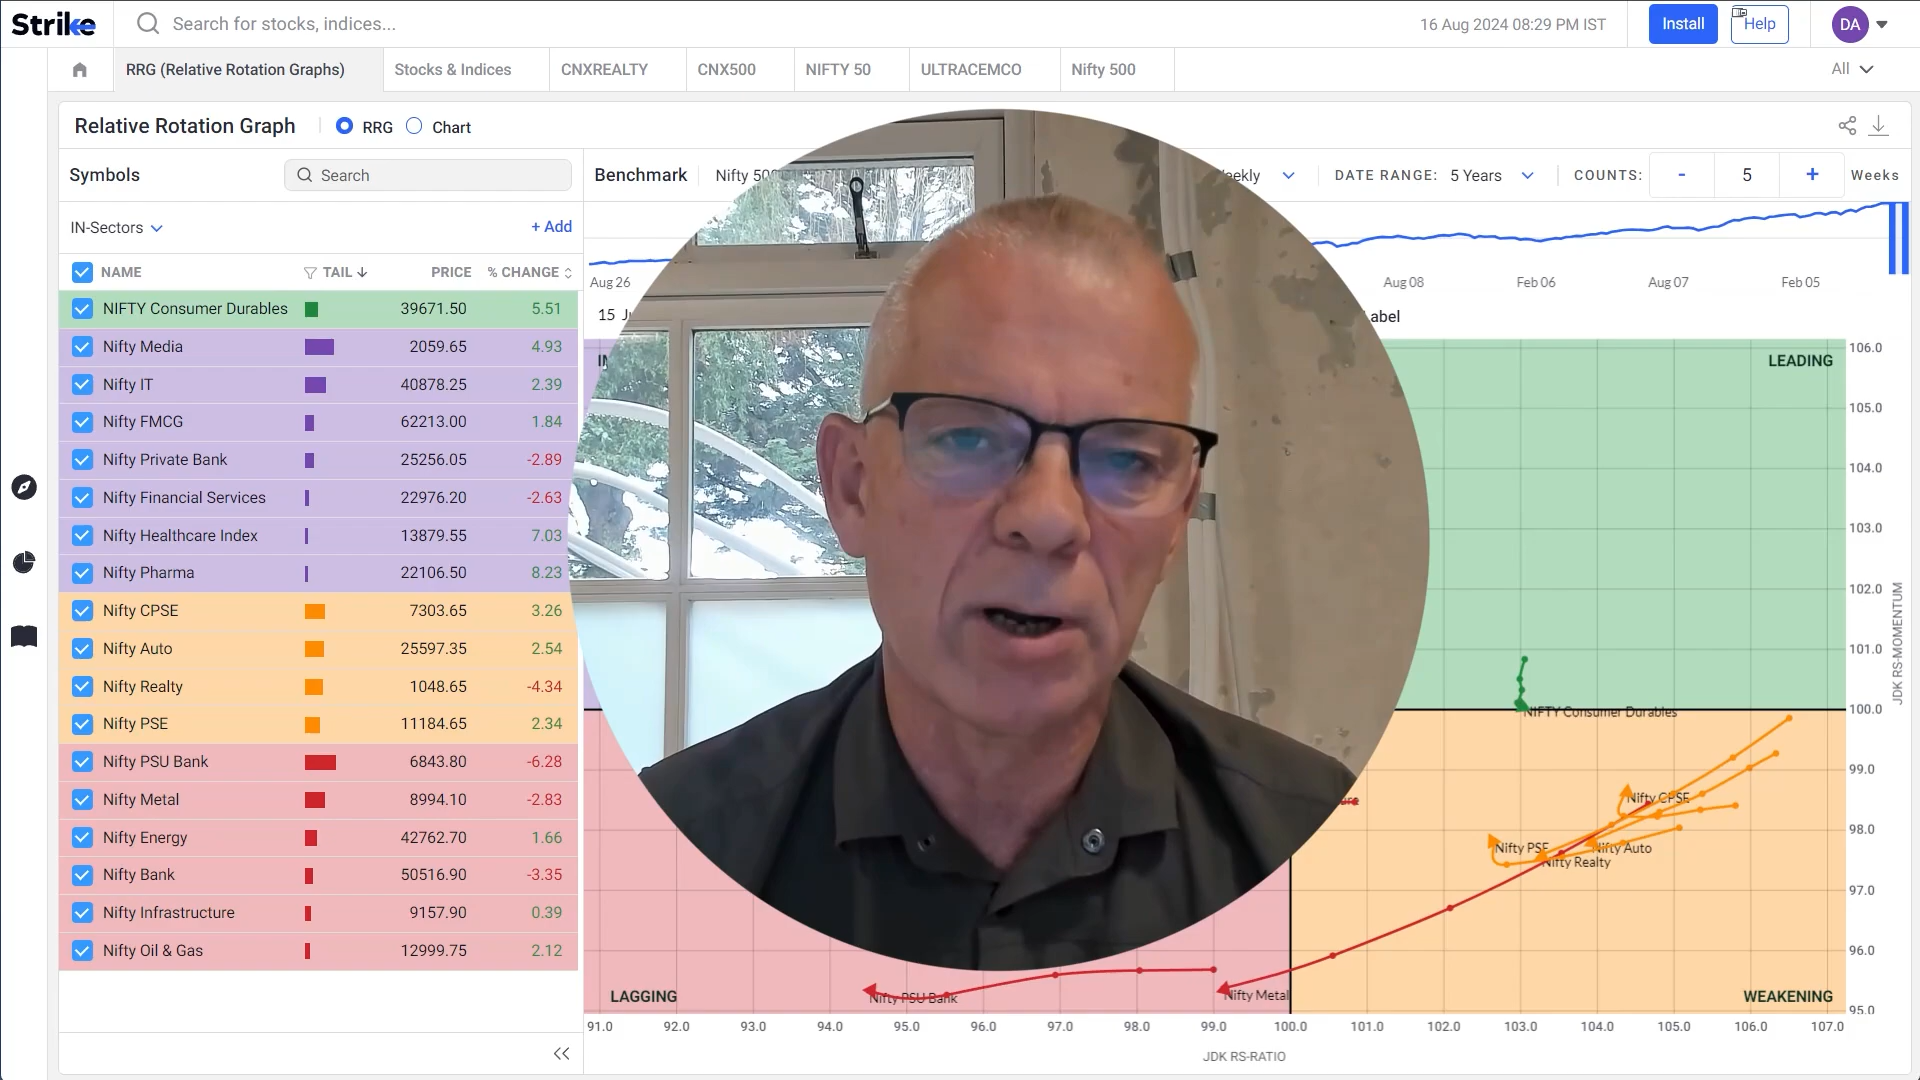 Strike
Search for stocks, indices...
16 Aug 2024 08:29 PM IST
Install
Help
DA
RRG (Relative Rotation Graphs)
Stocks & Indices
CNXREALTY
CNX500
NIFTY 50
ULTRACEMCO
Nifty 500
All
Relative Rotation Graph
RRG
Chart
Symbols
Search
Benchmark
Nifty 50
DATE RANGE: 5 Years
COUNTS: - 5 + Weeks
IN-Sectors
+ Add
NAME TAIL PRICE % CHANGE
NIFTY Consumer Durables 39671.50 5.51
Nifty Media 2059.65 4.93
Nifty IT 40878.25 2.39
Nifty FMCG 62213.00 1.84
Nifty Private Bank 25256.05 -2.89
Nifty Financial Services 22976.20 -2.63
Nifty Healthcare Index 13879.55 7.03
Nifty Pharma 22106.50 8.23
Nifty CPSE 7303.65 3.26
Nifty Auto 25597.35 2.54
Nifty Realty 1048.65 -4.34
Nifty PSE 11184.65 2.34
Nifty PSU Bank 6843.80 -6.28
Nifty Metal 8994.10 -2.83
Nifty Energy 42762.70 1.66
Nifty Bank 50516.90 -3.35
Nifty Infrastructure 9157.90 0.39
Nifty Oil & Gas 12999.75 2.12
Aug 26
Aug 08
Feb 06
Aug 07
Feb 05
15
abel
LEADING
NIFTY Consumer Durables
Nifty CPSE
Nifty PSE
Nifty Auto
Nifty Realty
Nifty PSU Bank
Nifty Metal
LAGGING
WEAKENING
106.0
105.0
104.0
103.0
102.0
101.0
100.0
99.0
98.0
97.0
96.0
95.0
JDK RS-MOMENTUM
91.0 92.0 93.0 94.0 95.0 96.0 97.0 98.0 99.0 100.0 101.0 102.0 103.0 104.0 105.0 106.0 107.0
JDK RS-RATIO